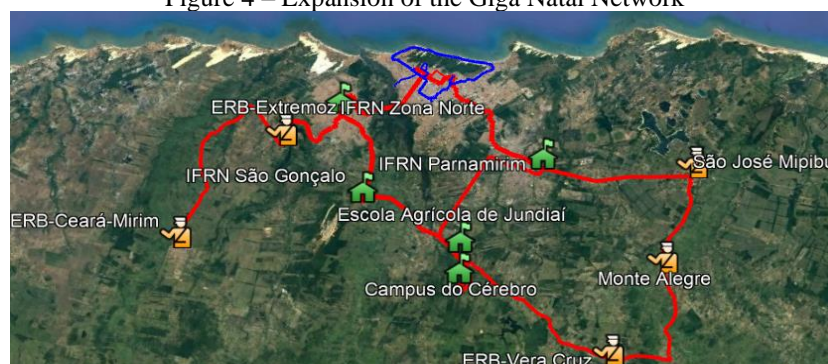 Figure 4 – Expansion of the Giga Natal Network
ERB-Extremoz
IFRN Zona Norte
IFRN Parnamirim
São José Mipibu
IFRN São Gonçalo
Escola Agrícola de Jundiaí
ERB-Ceará-Mirim
Monte Alegre
Campus do Cérebro
ERB-Vera Cruz